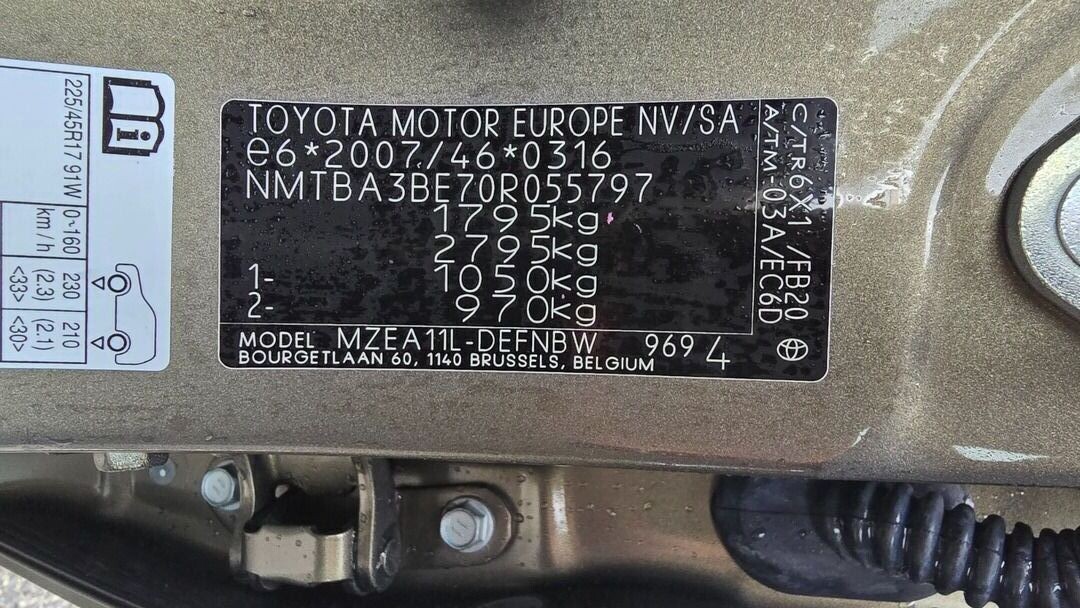 TOYOTA MOTOR EUROPE NV/SA
e6*2007/46*0316
NMTBA3BE70R055797
1795kg
2795kg
1- 1050kg
2- 970kg
C/TR6X1 /FB20
A/TM-03A/EC6D
MODEL MZEA11L-DEFNBW 969 4
BOURGETLAAN 60, 1140 BRUSSELS, BELGIUM
i
225/45R17 91W
0~160 km/h
230 (2.3) <33>
210 (2.1) <30>